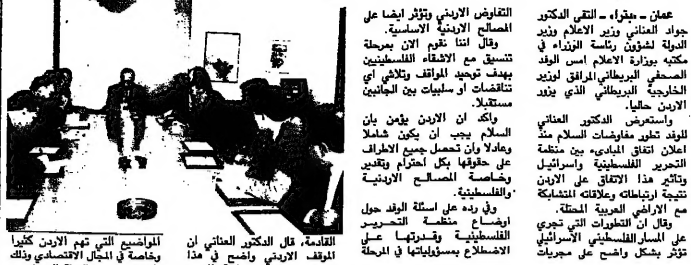 عمان ـ «بترا» ـ التقى الدكتور
جواد العناني وزير الاعلام وزير
الدولة لشؤون رئاسة الوزراء في
مكتبه بوزارة الاعلام امس الوفد
الصحفي البريطاني المرافق لوزير
الخارجية البريطاني الذي يزور
الاردن حاليا.
واستعرض الدكتور العناني
للوفد تطور مفاوضات السلام منذ
اعلان اتفاق المبادىء بين منظمة
التحرير الفلسطينية واسرائيل
وتاثير هذا الاتفاق على الاردن
نتيجة ارتباطاته وعلاقاته المتشابكة
مع الاراضي العربية المحتلة.
وقال ان التطورات التي تجري
على المسار الفلسطيني الاسرائيلي
تؤثر بشكل واضح على مجريات
التفاوض الاردني وتؤثر ايضا على
المصالح الاردنية الاساسية.
وقال اننا نقوم الان بمرحلة
تنسيق مع الاشقاء الفلسطينيين
بهدف توحيد المواقف وتلاشي اي
تناقضات او سلبيات بين الجانبين
مستقبلا.
واكد ان الاردن يؤمن بان
السلام يجب ان يكون شاملا
وعادلا وان تحصل جميع الاطراف
على حقوقها بكل احترام وتقدير
وخاصة المصالح الاردنية
والفلسطينية.
وفي رده على اسئلة الوفد حول
اوضاع منظمة التحرير
الفلسطينية وقدرتها على
الاضطلاع بمسؤولياتها في المرحلة
القادمة، قال الدكتور العناني ان
الموقف الاردني واضح في هذا
المواضيع التي تهم الاردن كثيرا
وخاصة في المجال الاقتصادي وذلك